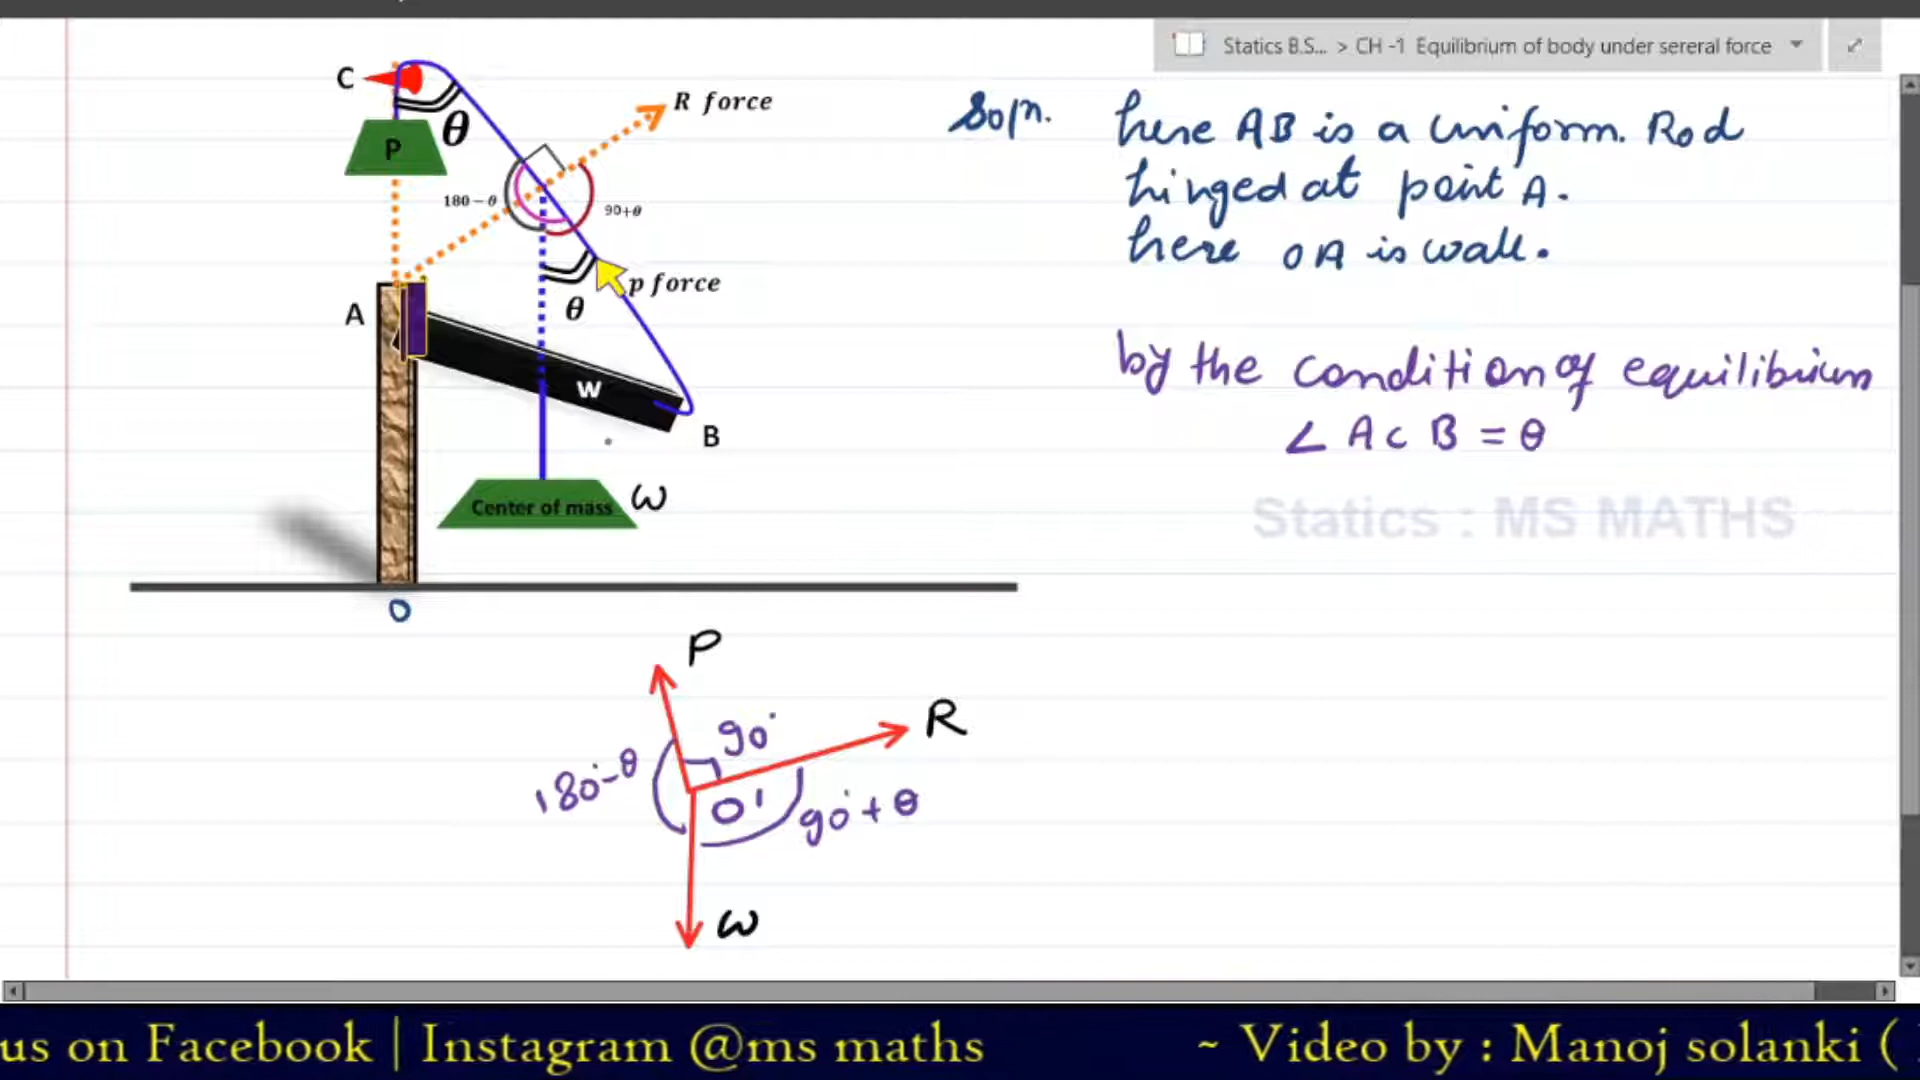 Statics B.S... > CH -1 Equilibrium of body under sereral force
C
θ
P
R force
180−θ
90+θ
θ
p force
A
W
B
Center of mass
ω
O
Soln. here AB is a uniform. Rod
hinged at point A.
here OA is wall.
by the condition of equilibrium
∠ ACB = θ
Statics : MS MATHS
P
R
90°
180°-θ
O'
90°+θ
ω
us on Facebook | Instagram @ms maths
~ Video by : Manoj solanki (